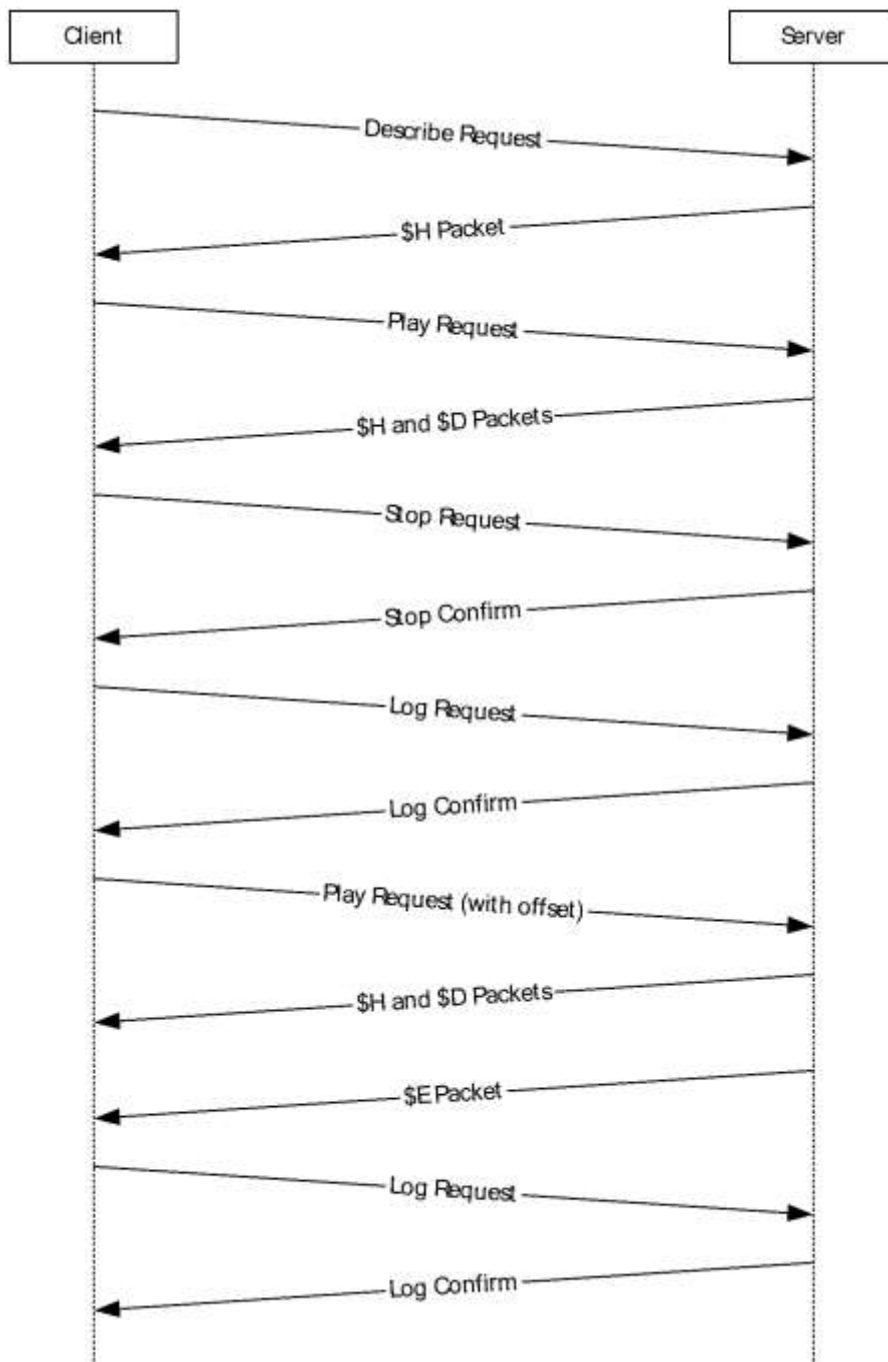 Client
Server
Describe Request
$H Packet
Play Request
$H and $D Packets
Stop Request
Stop Confirm
Log Request
Log Confirm
Play Request (with offset)
$H and $D Packets
$E Packet
Log Request
Log Confirm